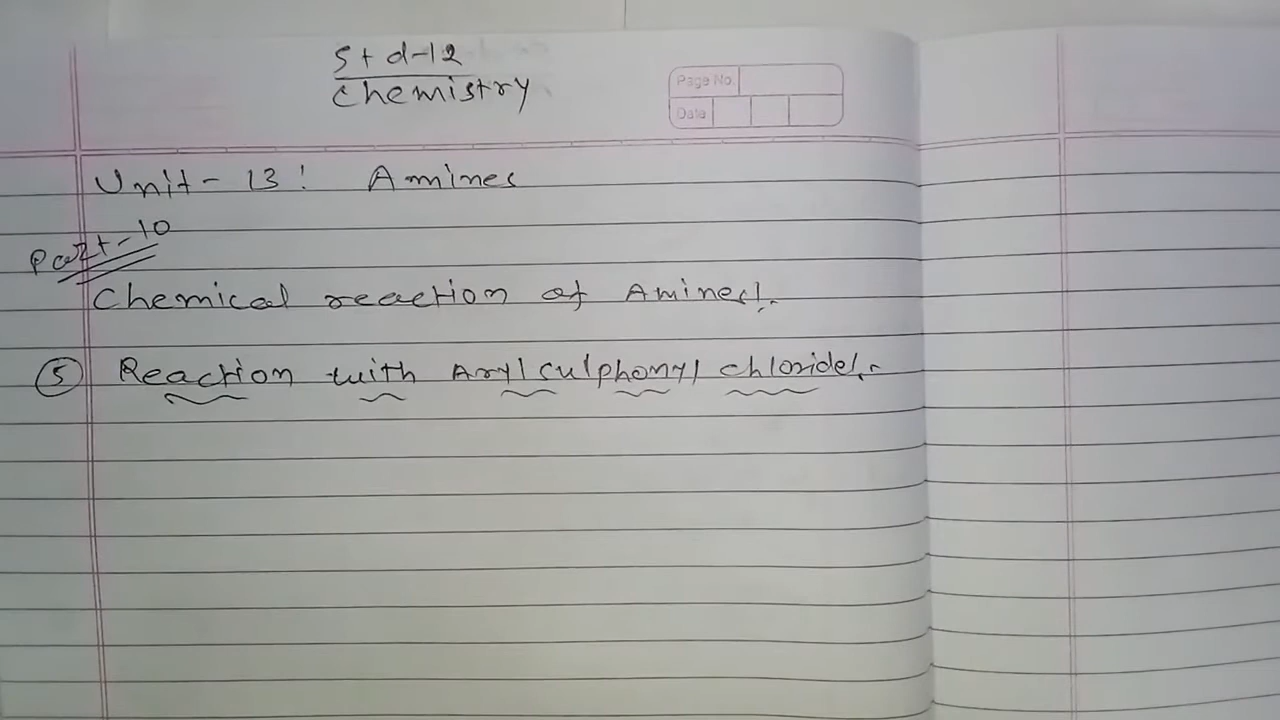 Std-12
Chemistry
Page No.
Date
Unit-13: Amines
Part-10
Chemical reaction of Amines:-
5 Reaction with Arylsulphonyl chloride:-